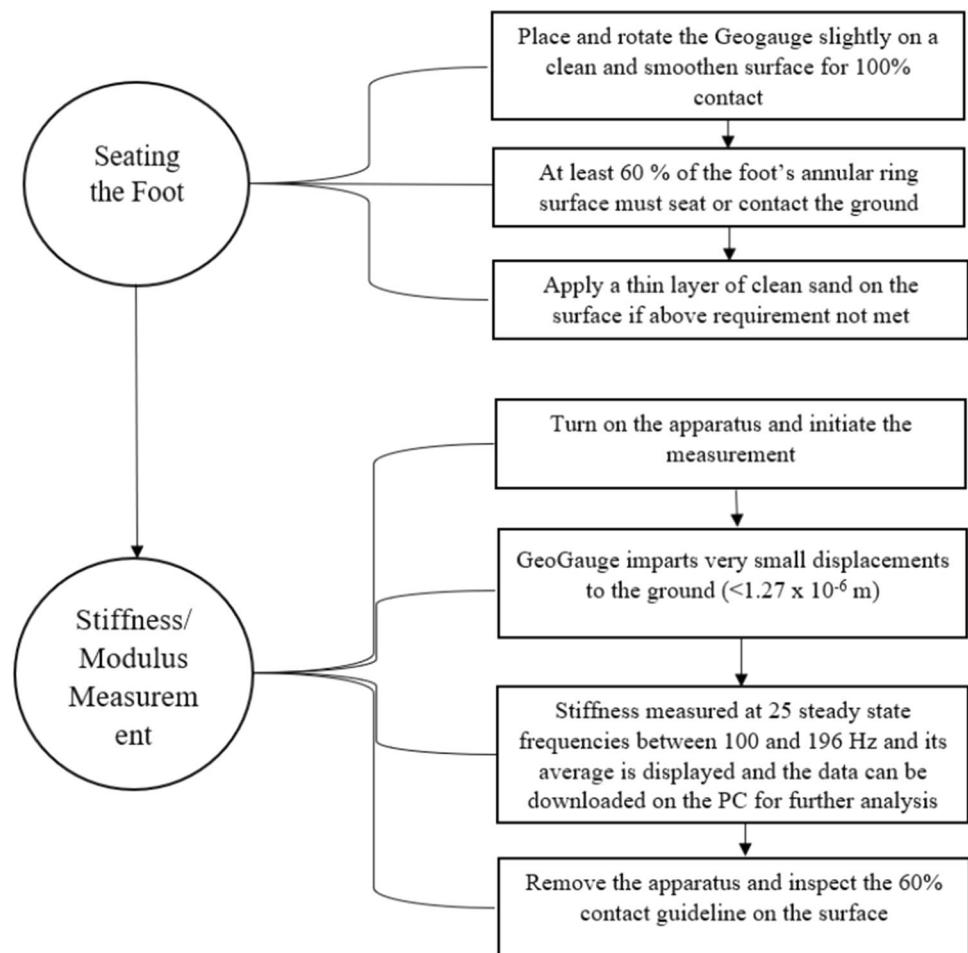 Seating
the Foot
Place and rotate the Geogauge slightly on a
clean and smoothen surface for 100%
contact
At least 60 % of the foot’s annular ring
surface must seat or contact the ground
Apply a thin layer of clean sand on the
surface if above requirement not met
Stiffness/
Modulus
Measurem
ent
Turn on the apparatus and initiate the
measurement
GeoGauge imparts very small displacements
to the ground (<1.27 x 10⁻⁶ m)
Stiffness measured at 25 steady state
frequencies between 100 and 196 Hz and its
average is displayed and the data can be
downloaded on the PC for further analysis
Remove the apparatus and inspect the 60%
contact guideline on the surface